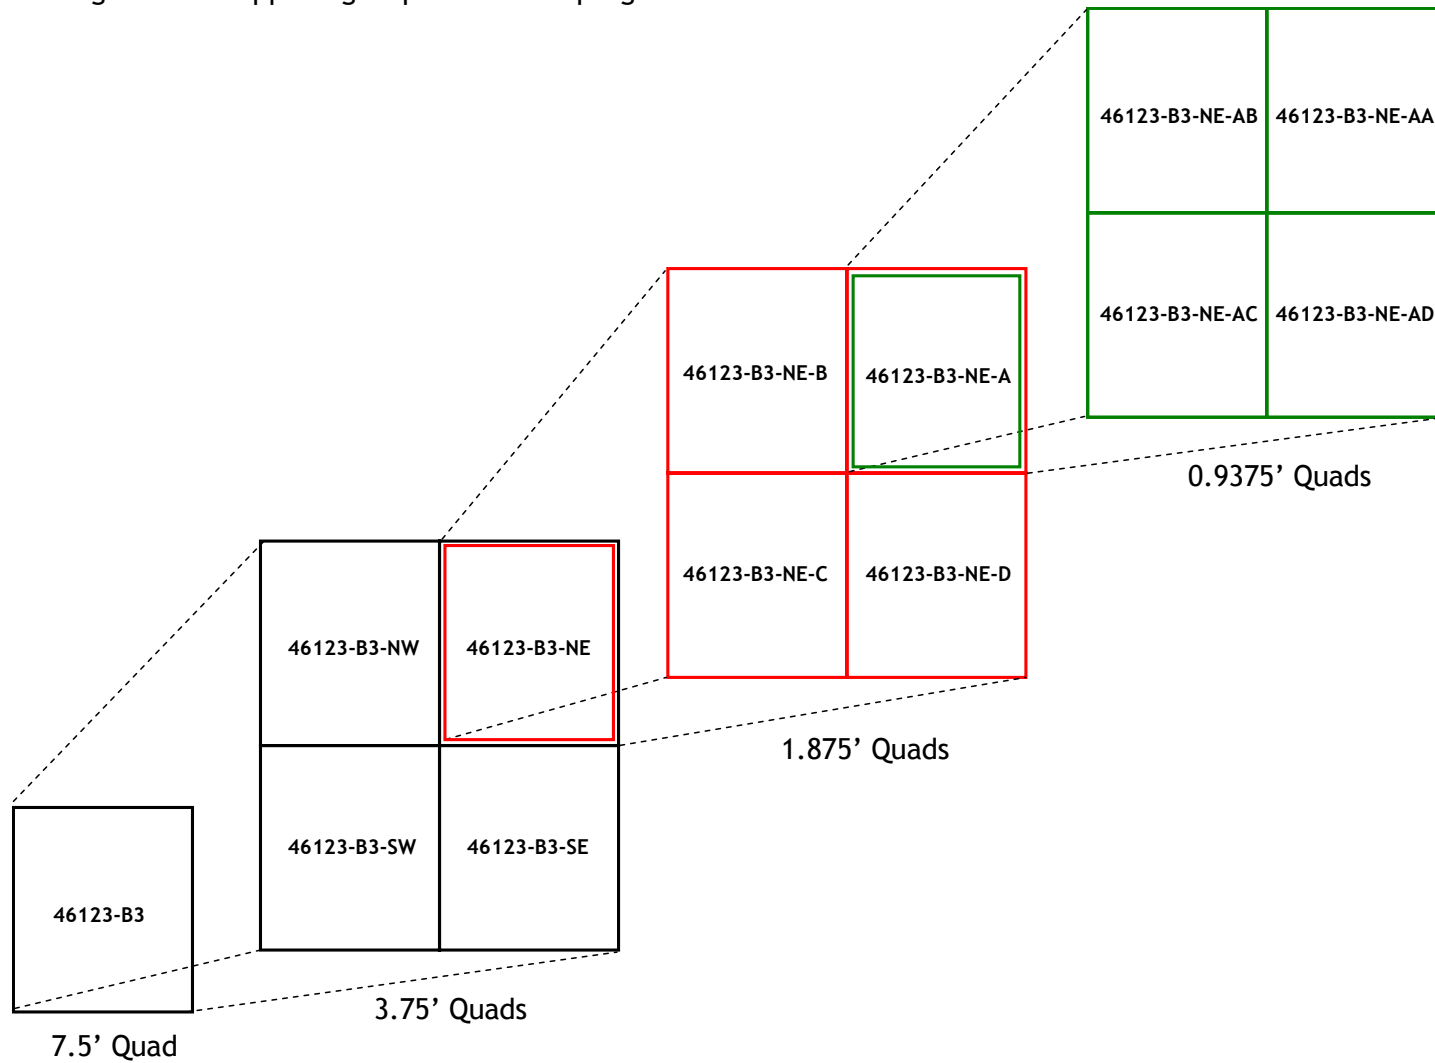 46123-B3-NE-AB 46123-B3-NE-AA
46123-B3-NE-AC 46123-B3-NE-AD
0.9375’ Quads
46123-B3-NE-B 46123-B3-NE-A
46123-B3-NE-C 46123-B3-NE-D
1.875’ Quads
46123-B3-NW 46123-B3-NE
46123-B3-SW 46123-B3-SE
3.75’ Quads
46123-B3
7.5’ Quad